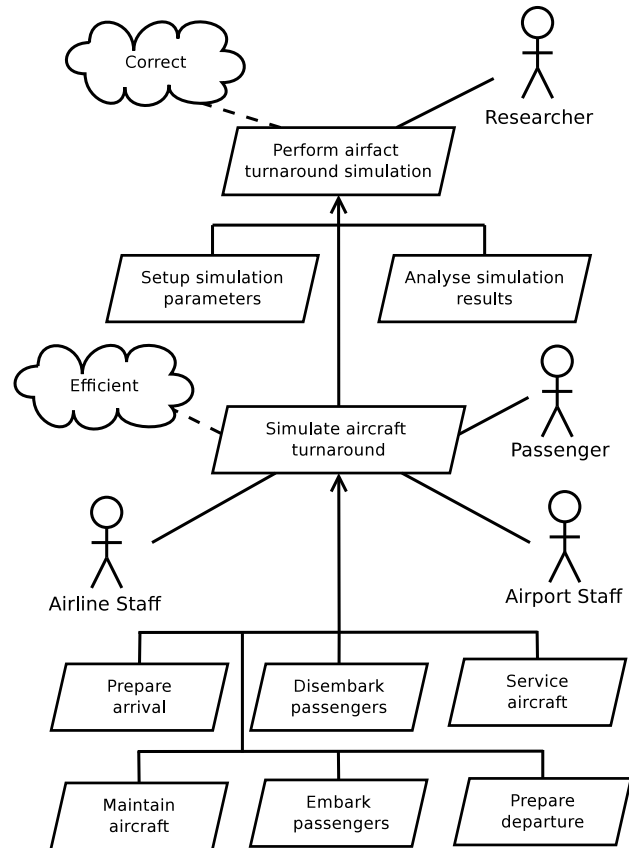 Correct
Researcher
Perform airfact
turnaround simulation
Setup simulation
parameters
Analyse simulation
results
Efficient
Simulate aircraft
turnaround
Passenger
Airline Staff
Airport Staff
Prepare
arrival
Disembark
passengers
Service
aircraft
Maintain
aircraft
Embark
passengers
Prepare
departure